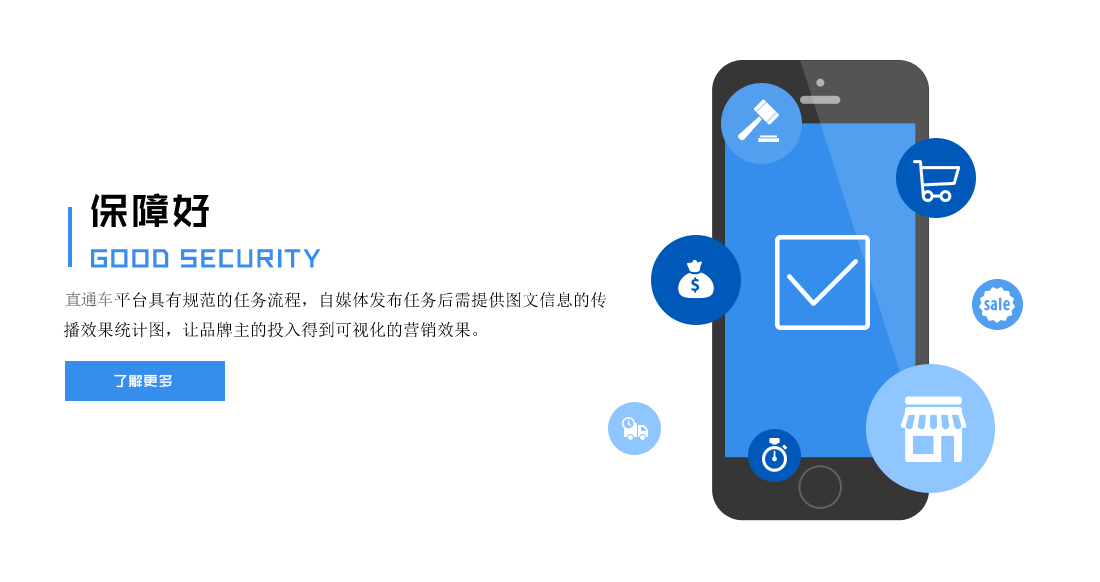 保障好
GOOD SECURITY
直通车平台具有规范的任务流程，自媒体发布任务后需提供图文信息的传
播效果统计图，让品牌主的投入得到可视化的营销效果。
了解更多
$
sale